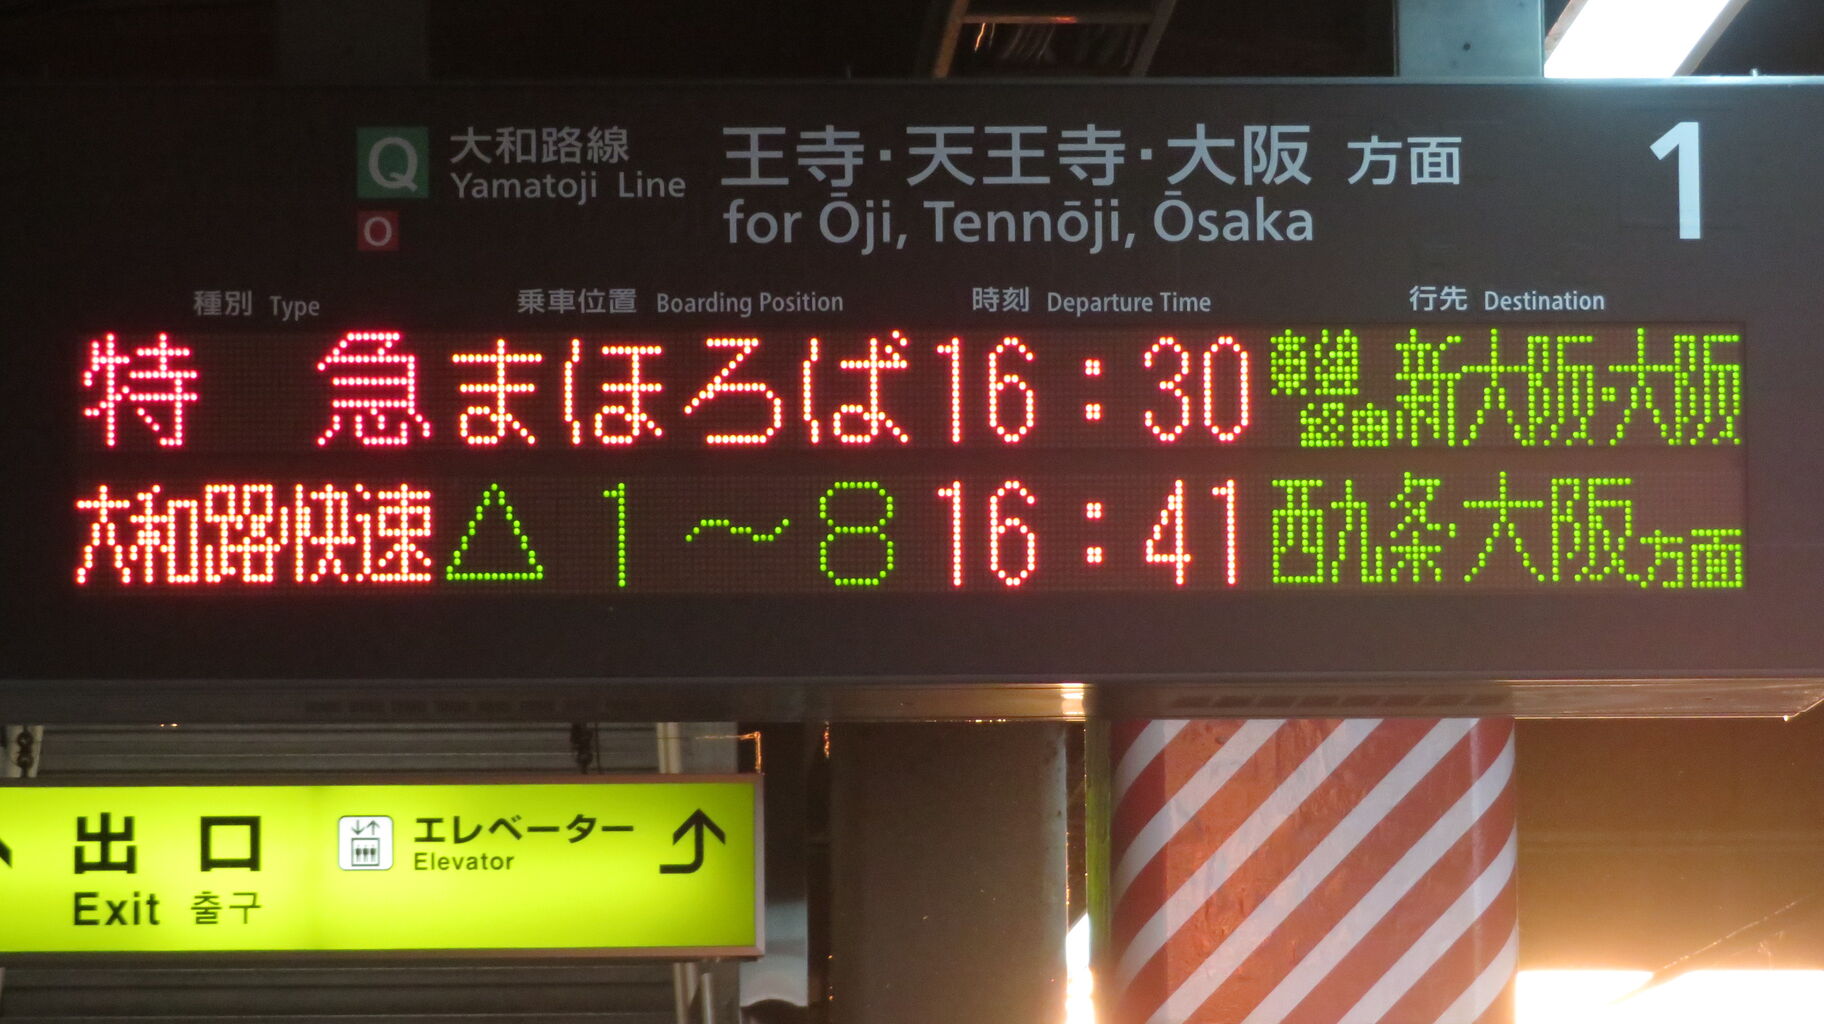 Q 大和路線 王寺・天王寺・大阪 方面 1
Yamatoji Line for Ōji, Tennōji, Ōsaka
O
種別 Type 乗車位置 Boarding Position 時刻 Departure Time 行先 Destination
特 急 まほろば 16:30 東線経由 新大阪・大阪
大和路快速 △ 1~8 16:41 西九条 大阪方面
出口 エレベーター
Elevator
Exit 출구